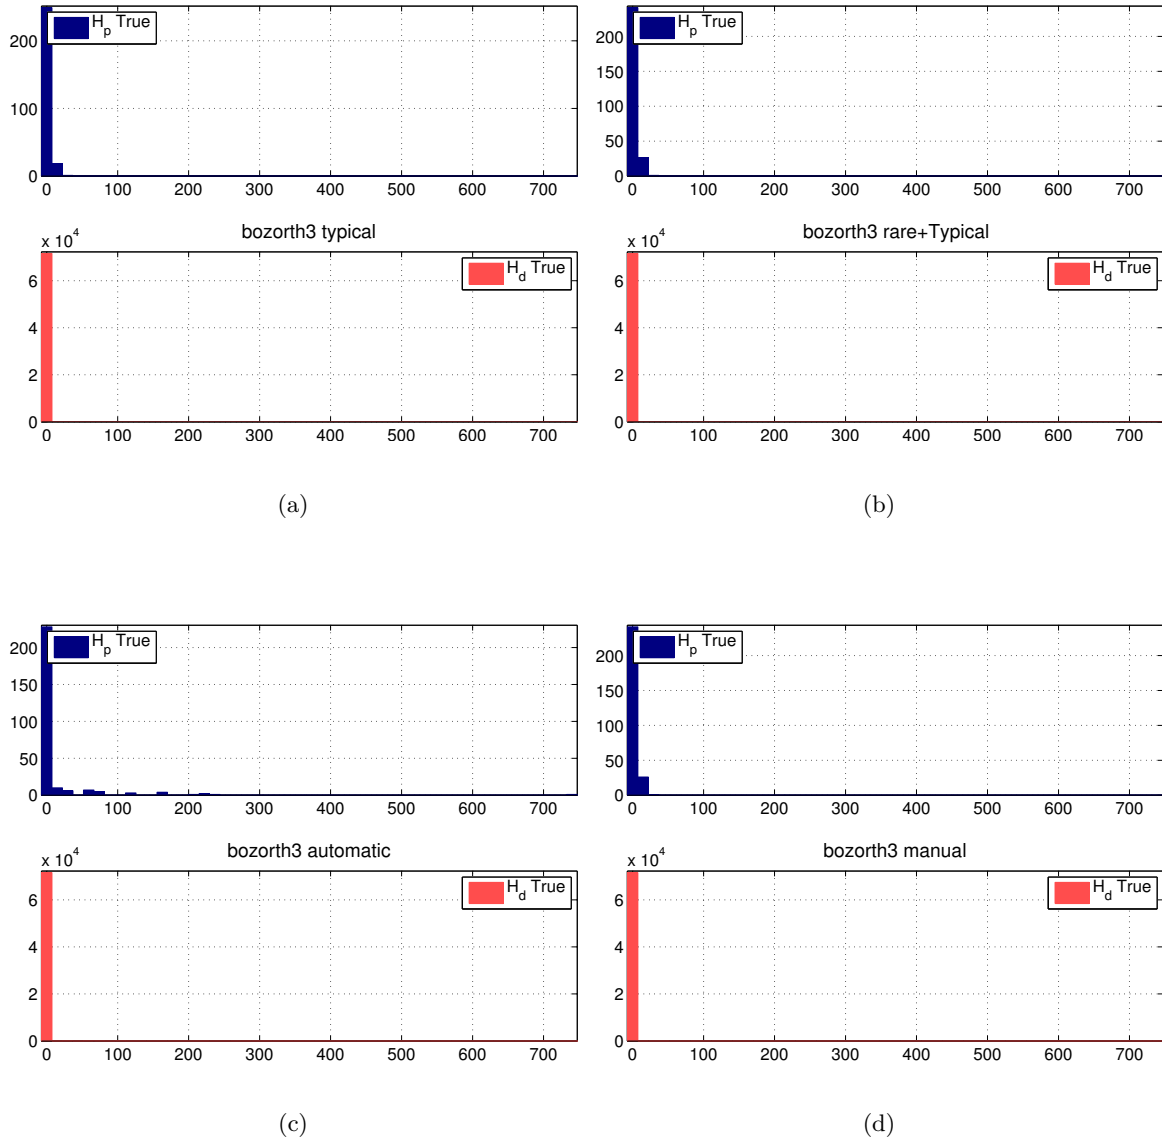 H_p True
200
100
0
0 100 200 300 400 500 600 700
bozorth3 typical
x 10^4
H_d True
6
4
2
0
0 100 200 300 400 500 600 700
(a)
H_p True
200
150
100
50
0
0 100 200 300 400 500 600 700
bozorth3 rare+Typical
x 10^4
H_d True
6
4
2
0
0 100 200 300 400 500 600 700
(b)
H_p True
200
150
100
50
0
0 100 200 300 400 500 600 700
bozorth3 automatic
x 10^4
H_d True
6
4
2
0
0 100 200 300 400 500 600 700
(c)
H_p True
200
150
100
50
0
0 100 200 300 400 500 600 700
bozorth3 manual
x 10^4
H_d True
6
4
2
0
0 100 200 300 400 500 600 700
(d)